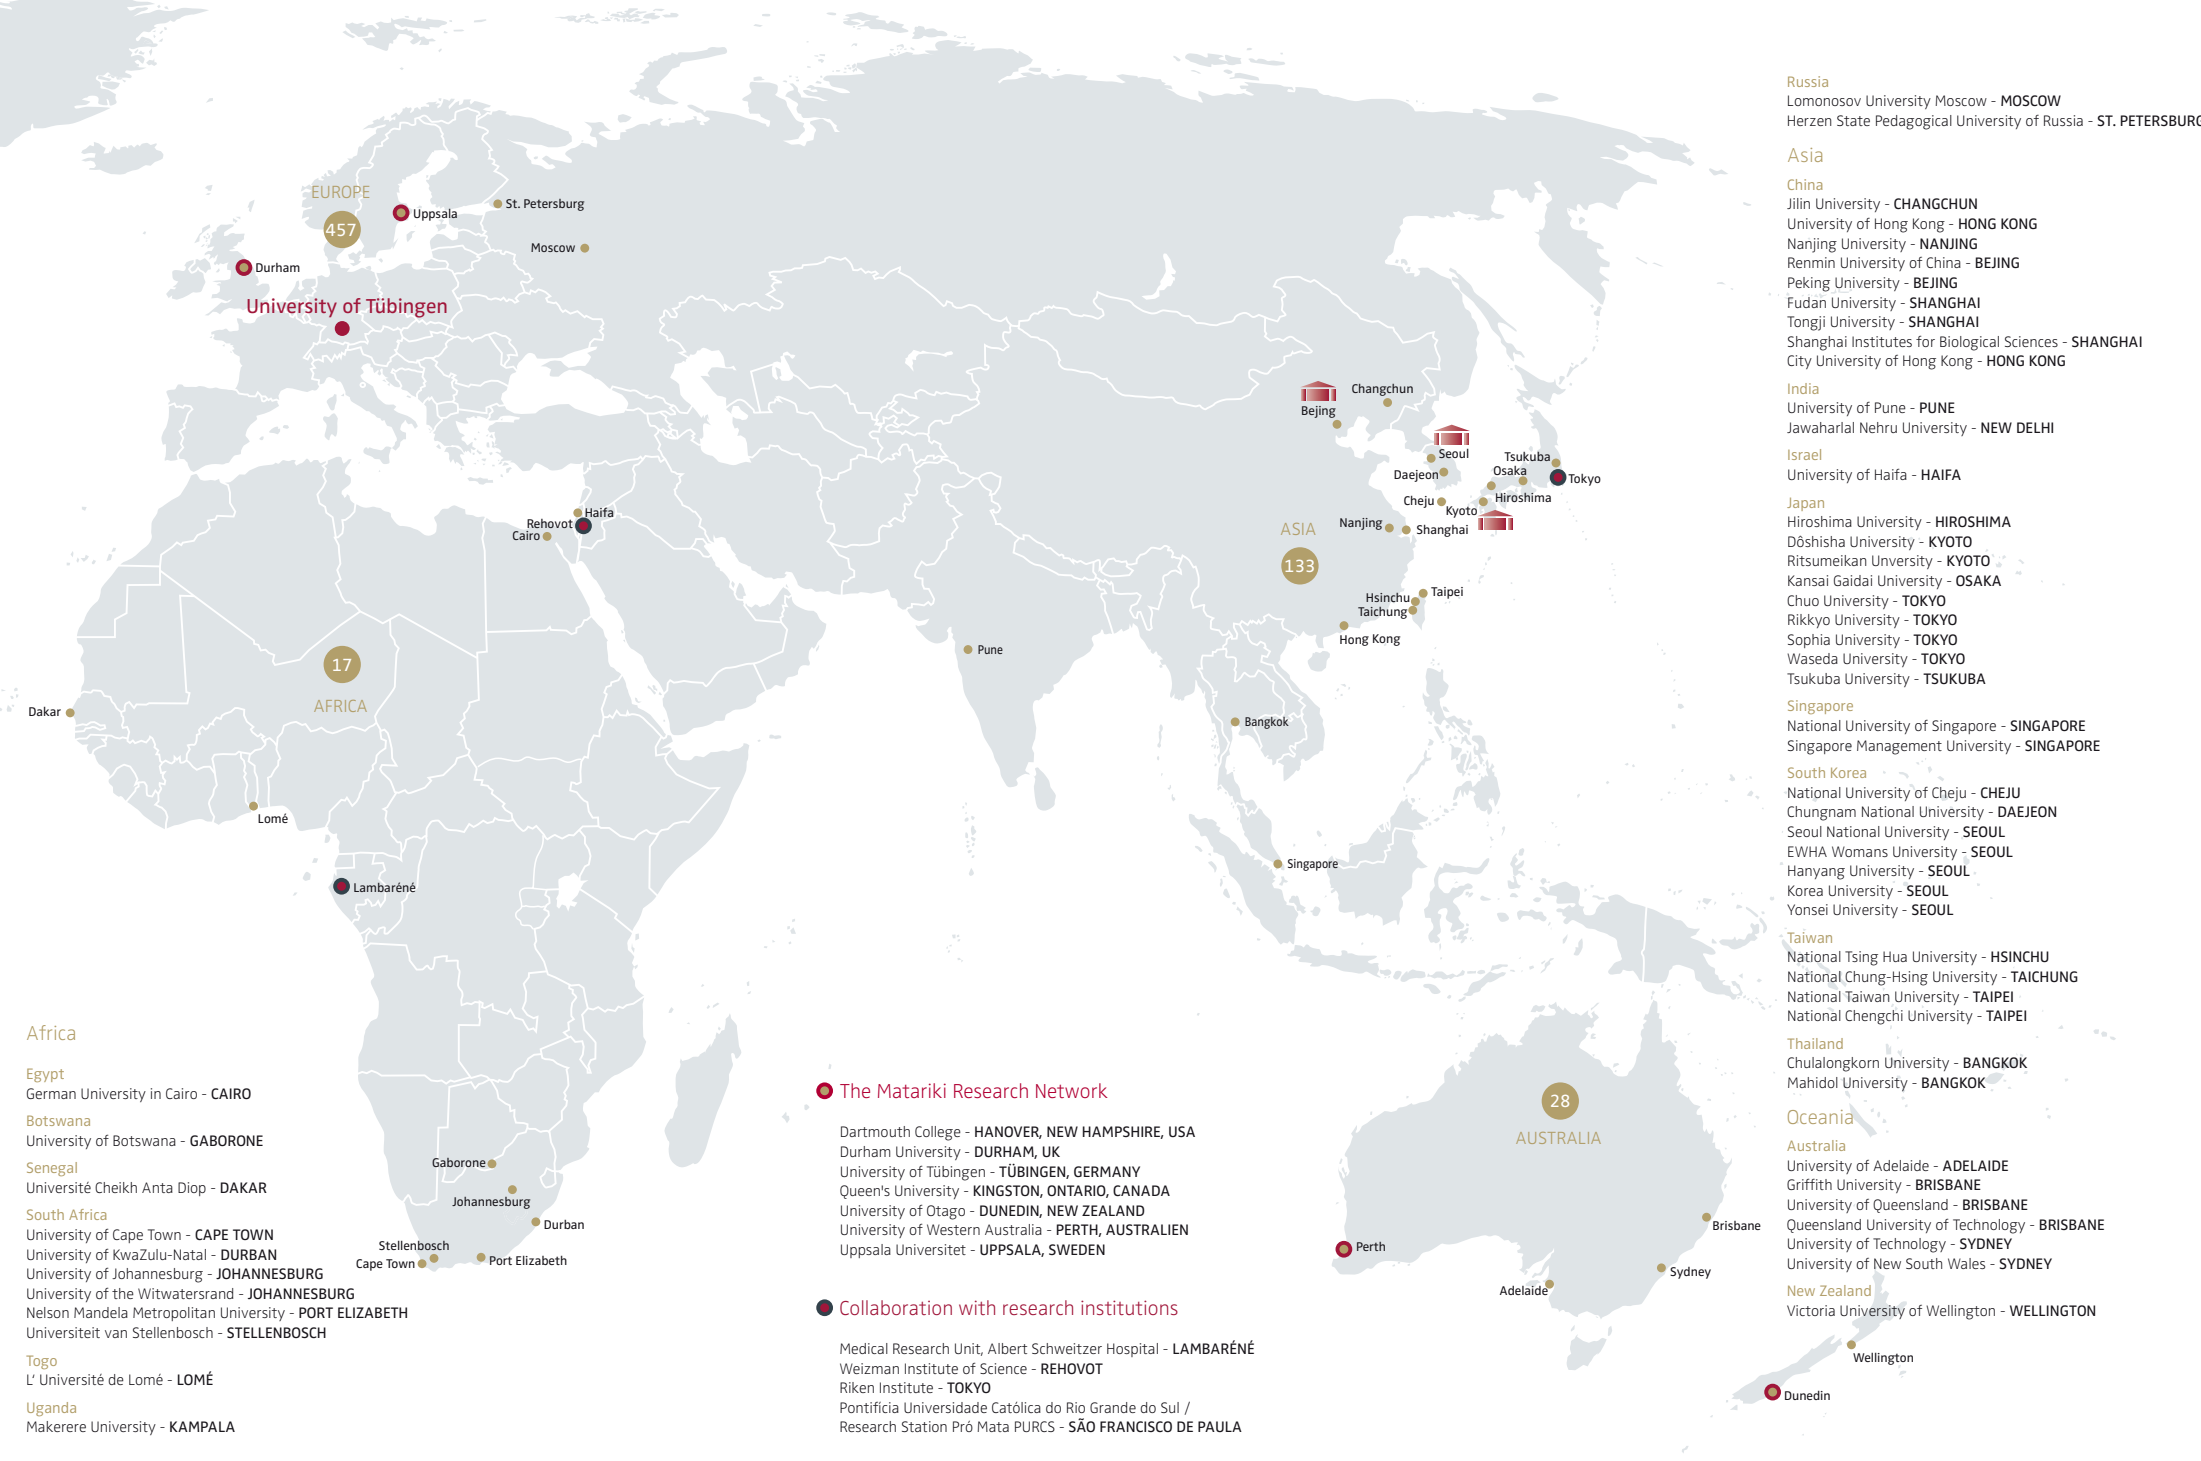 EUROPE
457
Uppsala
St. Petersburg
Moscow
Durham
University of Tübingen
Changchun
Bejing
Seoul
Daejeon
Tsukuba
Osaka
Tokyo
Cheju
Kyoto
Hiroshima
Haifa
Rehovot
Cairo
Nanjing
Shanghai
ASIA
133
Taipei
Hsinchu
Taichung
Hong Kong
Pune
17
AFRICA
Dakar
Bangkok
Lomé
Singapore
Lambaréné
28
AUSTRALIA
Gaborone
Johannesburg
Durban
Stellenbosch
Cape Town
Port Elizabeth
Perth
Brisbane
Sydney
Adelaide
Wellington
Dunedin
Africa
Egypt
German University in Cairo - CAIRO
Botswana
University of Botswana - GABORONE
Senegal
Université Cheikh Anta Diop - DAKAR
South Africa
University of Cape Town - CAPE TOWN
University of KwaZulu-Natal - DURBAN
University of Johannesburg - JOHANNESBURG
University of the Witwatersrand - JOHANNESBURG
Nelson Mandela Metropolitan University - PORT ELIZABETH
Universiteit van Stellenbosch - STELLENBOSCH
Togo
L‘ Université de Lomé - LOMÉ
Uganda
Makerere University - KAMPALA
The Matariki Research Network
Dartmouth College - HANOVER, NEW HAMPSHIRE, USA
Durham University - DURHAM, UK
University of Tübingen - TÜBINGEN, GERMANY
Queen's University - KINGSTON, ONTARIO, CANADA
University of Otago - DUNEDIN, NEW ZEALAND
University of Western Australia - PERTH, AUSTRALIEN
Uppsala Universitet - UPPSALA, SWEDEN
Collaboration with research institutions
Medical Research Unit, Albert Schweitzer Hospital - LAMBARÉNÉ
Weizman Institute of Science - REHOVOT
Riken Institute - TOKYO
Pontifícia Universidade Católica do Rio Grande do Sul /
Research Station Pró Mata PURCS - SÃO FRANCISCO DE PAULA
Russia
Lomonosov University Moscow - MOSCOW
Herzen State Pedagogical University of Russia - ST. PETERSBURG
Asia
China
Jilin University - CHANGCHUN
University of Hong Kong - HONG KONG
Nanjing University - NANJING
Renmin University of China - BEJING
Peking University - BEJING
Fudan University - SHANGHAI
Tongji University - SHANGHAI
Shanghai Institutes for Biological Sciences - SHANGHAI
City University of Hong Kong - HONG KONG
India
University of Pune - PUNE
Jawaharlal Nehru University - NEW DELHI
Israel
University of Haifa - HAIFA
Japan
Hiroshima University - HIROSHIMA
Dôshisha University - KYOTO
Ritsumeikan Unversity - KYOTO
Kansai Gaidai University - OSAKA
Chuo University - TOKYO
Rikkyo University - TOKYO
Sophia University - TOKYO
Waseda University - TOKYO
Tsukuba University - TSUKUBA
Singapore
National University of Singapore - SINGAPORE
Singapore Management University - SINGAPORE
South Korea
National University of Cheju - CHEJU
Chungnam National University - DAEJEON
Seoul National University - SEOUL
EWHA Womans University - SEOUL
Hanyang University - SEOUL
Korea University - SEOUL
Yonsei University - SEOUL
Taiwan
National Tsing Hua University - HSINCHU
National Chung-Hsing University - TAICHUNG
National Taiwan University - TAIPEI
National Chengchi University - TAIPEI
Thailand
Chulalongkorn University - BANGKOK
Mahidol University - BANGKOK
Oceania
Australia
University of Adelaide - ADELAIDE
Griffith University - BRISBANE
University of Queensland - BRISBANE
Queensland University of Technology - BRISBANE
University of Technology - SYDNEY
University of New South Wales - SYDNEY
New Zealand
Victoria University of Wellington - WELLINGTON